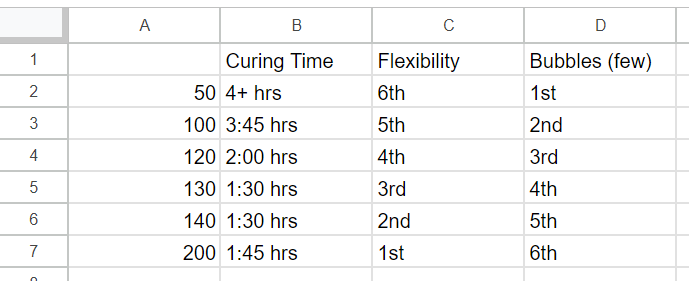 A B C D
1 Curing Time Flexibility Bubbles (few)
2 50 4+ hrs 6th 1st
3 100 3:45 hrs 5th 2nd
4 120 2:00 hrs 4th 3rd
5 130 1:30 hrs 3rd 4th
6 140 1:30 hrs 2nd 5th
7 200 1:45 hrs 1st 6th